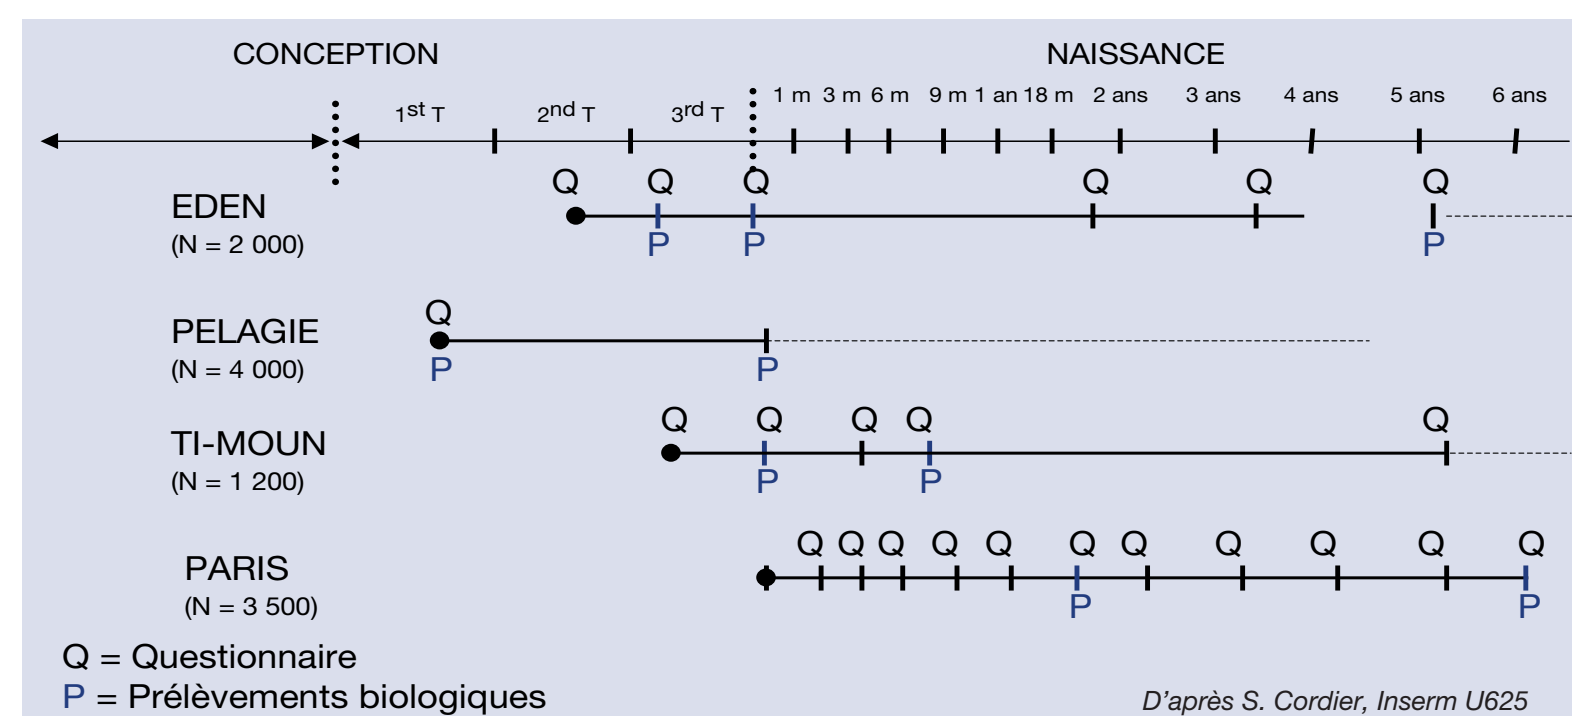 CONCEPTION NAISSANCE
1 m 3 m 6 m 9 m 1 an 18 m 2 ans 3 ans 4 ans 5 ans 6 ans
1st T 2nd T 3rd T
Q Q Q Q Q Q
EDEN
(N = 2 000)
P P P
Q
PELAGIE
(N = 4 000)
P P
Q Q Q Q Q
TI-MOUN
(N = 1 200)
P P
Q Q Q Q Q Q Q Q Q Q Q
PARIS
(N = 3 500)
P P
Q = Questionnaire
P = Prélèvements biologiques
D'après S. Cordier, Inserm U625